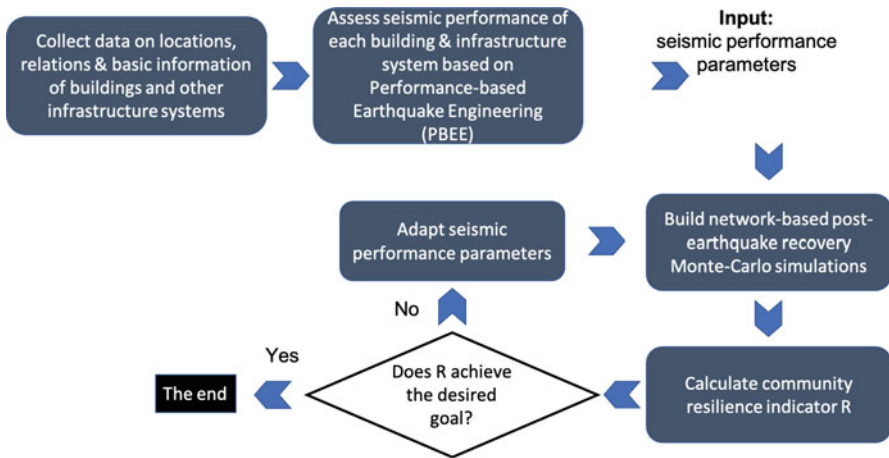 Collect data on locations,
relations & basic information
of buildings and other
infrastructure systems
Assess seismic performance of
each building & infrastructure
system based on
Performance-based
Earthquake Engineering
(PBEE)
Input:
seismic performance
parameters
Build network-based post-
earthquake recovery
Monte-Carlo simulations
Calculate community
resilience indicator R
Does R achieve
the desired
goal?
No
Adapt seismic
performance parameters
Yes
The end